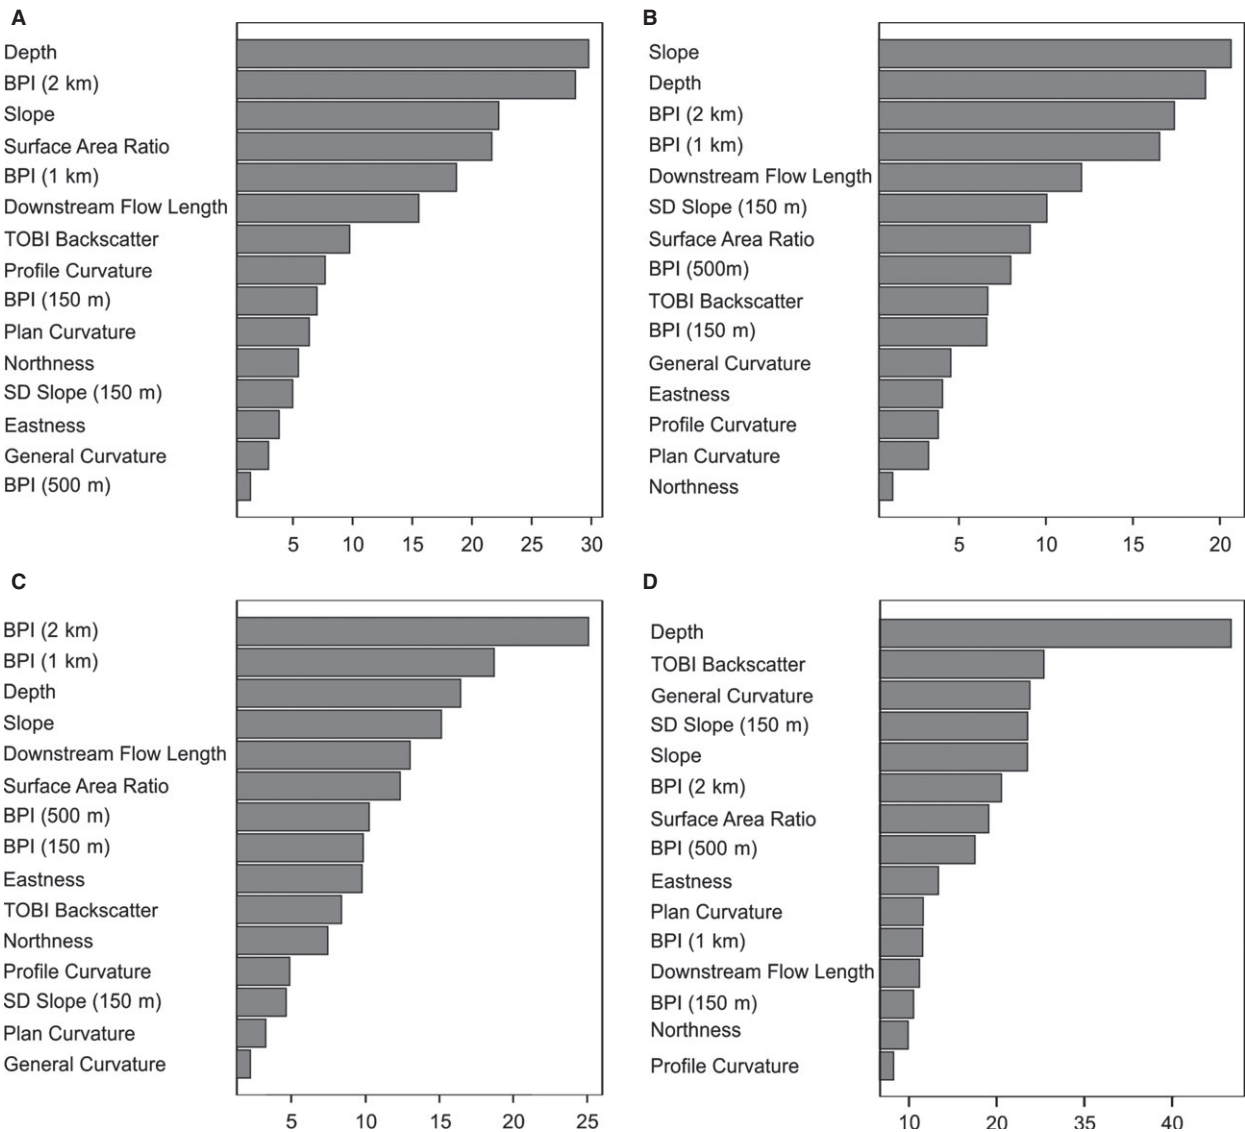 A
Depth
BPI (2 km)
Slope
Surface Area Ratio
BPI (1 km)
Downstream Flow Length
TOBI Backscatter
Profile Curvature
BPI (150 m)
Plan Curvature
Northness
SD Slope (150 m)
Eastness
General Curvature
BPI (500 m)
5 10 15 20 25 30
B
Slope
Depth
BPI (2 km)
BPI (1 km)
Downstream Flow Length
SD Slope (150 m)
Surface Area Ratio
BPI (500m)
TOBI Backscatter
BPI (150 m)
General Curvature
Eastness
Profile Curvature
Plan Curvature
Northness
5 10 15 20
C
BPI (2 km)
BPI (1 km)
Depth
Slope
Downstream Flow Length
Surface Area Ratio
BPI (500 m)
BPI (150 m)
Eastness
TOBI Backscatter
Northness
Profile Curvature
SD Slope (150 m)
Plan Curvature
General Curvature
5 10 15 20 25
D
Depth
TOBI Backscatter
General Curvature
SD Slope (150 m)
Slope
BPI (2 km)
Surface Area Ratio
BPI (500 m)
Eastness
Plan Curvature
BPI (1 km)
Downstream Flow Length
BPI (150 m)
Northness
Profile Curvature
10 20 35 40